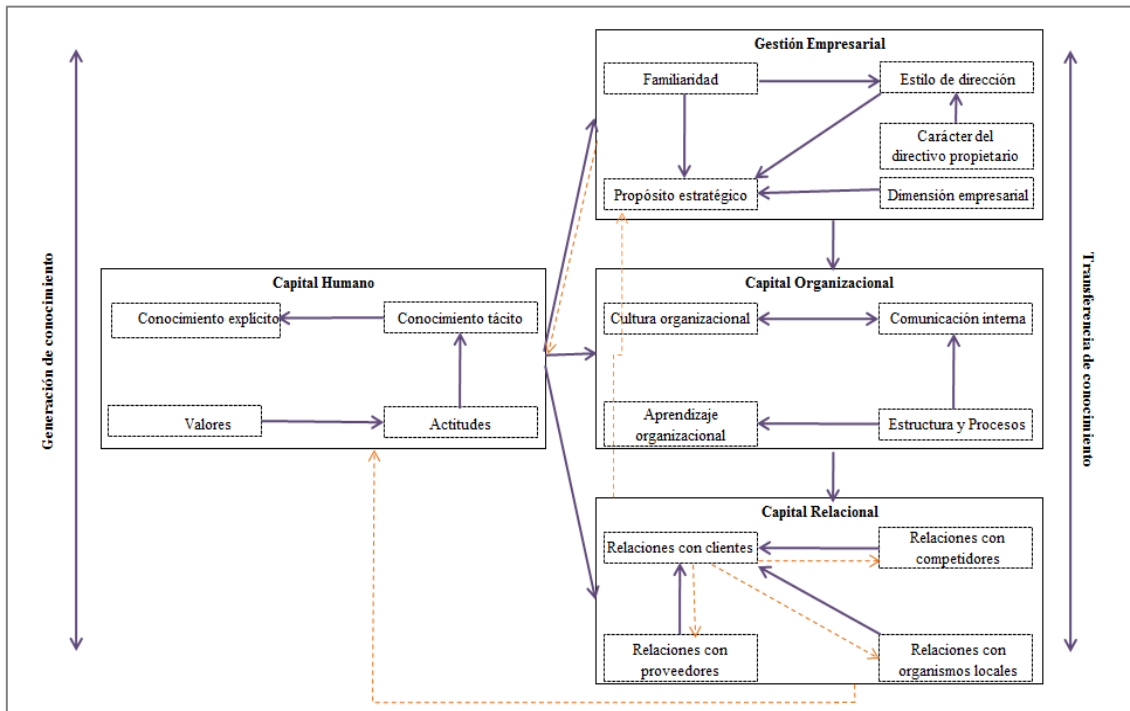 Generación de conocimiento
Gestión Empresarial
Familiaridad
Estilo de dirección
Carácter del
directivo propietario
Propósito estratégico
Dimensión empresarial
Capital Humano
Conocimiento explícito
Conocimiento tácito
Valores
Actitudes
Capital Organizacional
Cultura organizacional
Comunicación interna
Aprendizaje
organizacional
Estructura y Procesos
Capital Relacional
Relaciones con clientes
Relaciones con
competidores
Relaciones con
proveedores
Relaciones con
organismos locales
Transferencia de conocimiento